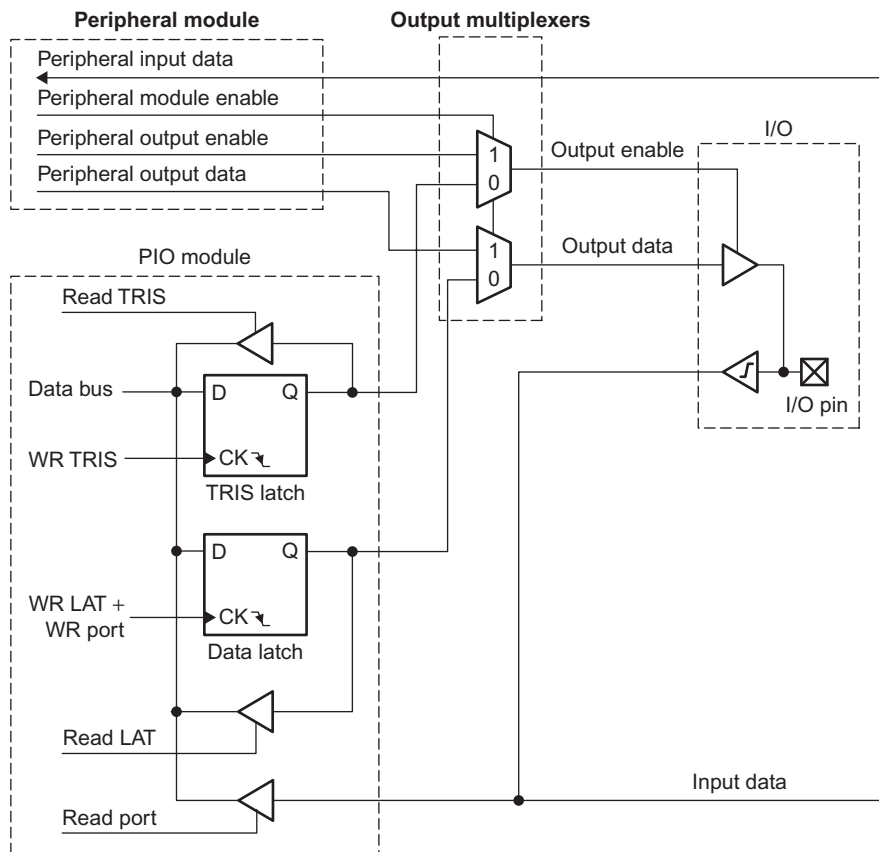 Peripheral module
Output multiplexers
Peripheral input data
Peripheral module enable
Peripheral output enable
Peripheral output data
1
0
Output enable
I/O
1
0
Output data
PIO module
Read TRIS
Data bus
D
Q
I/O pin
WR TRIS
CK
TRIS latch
D
Q
WR LAT +
WR port
CK
Data latch
Read LAT
Input data
Read port